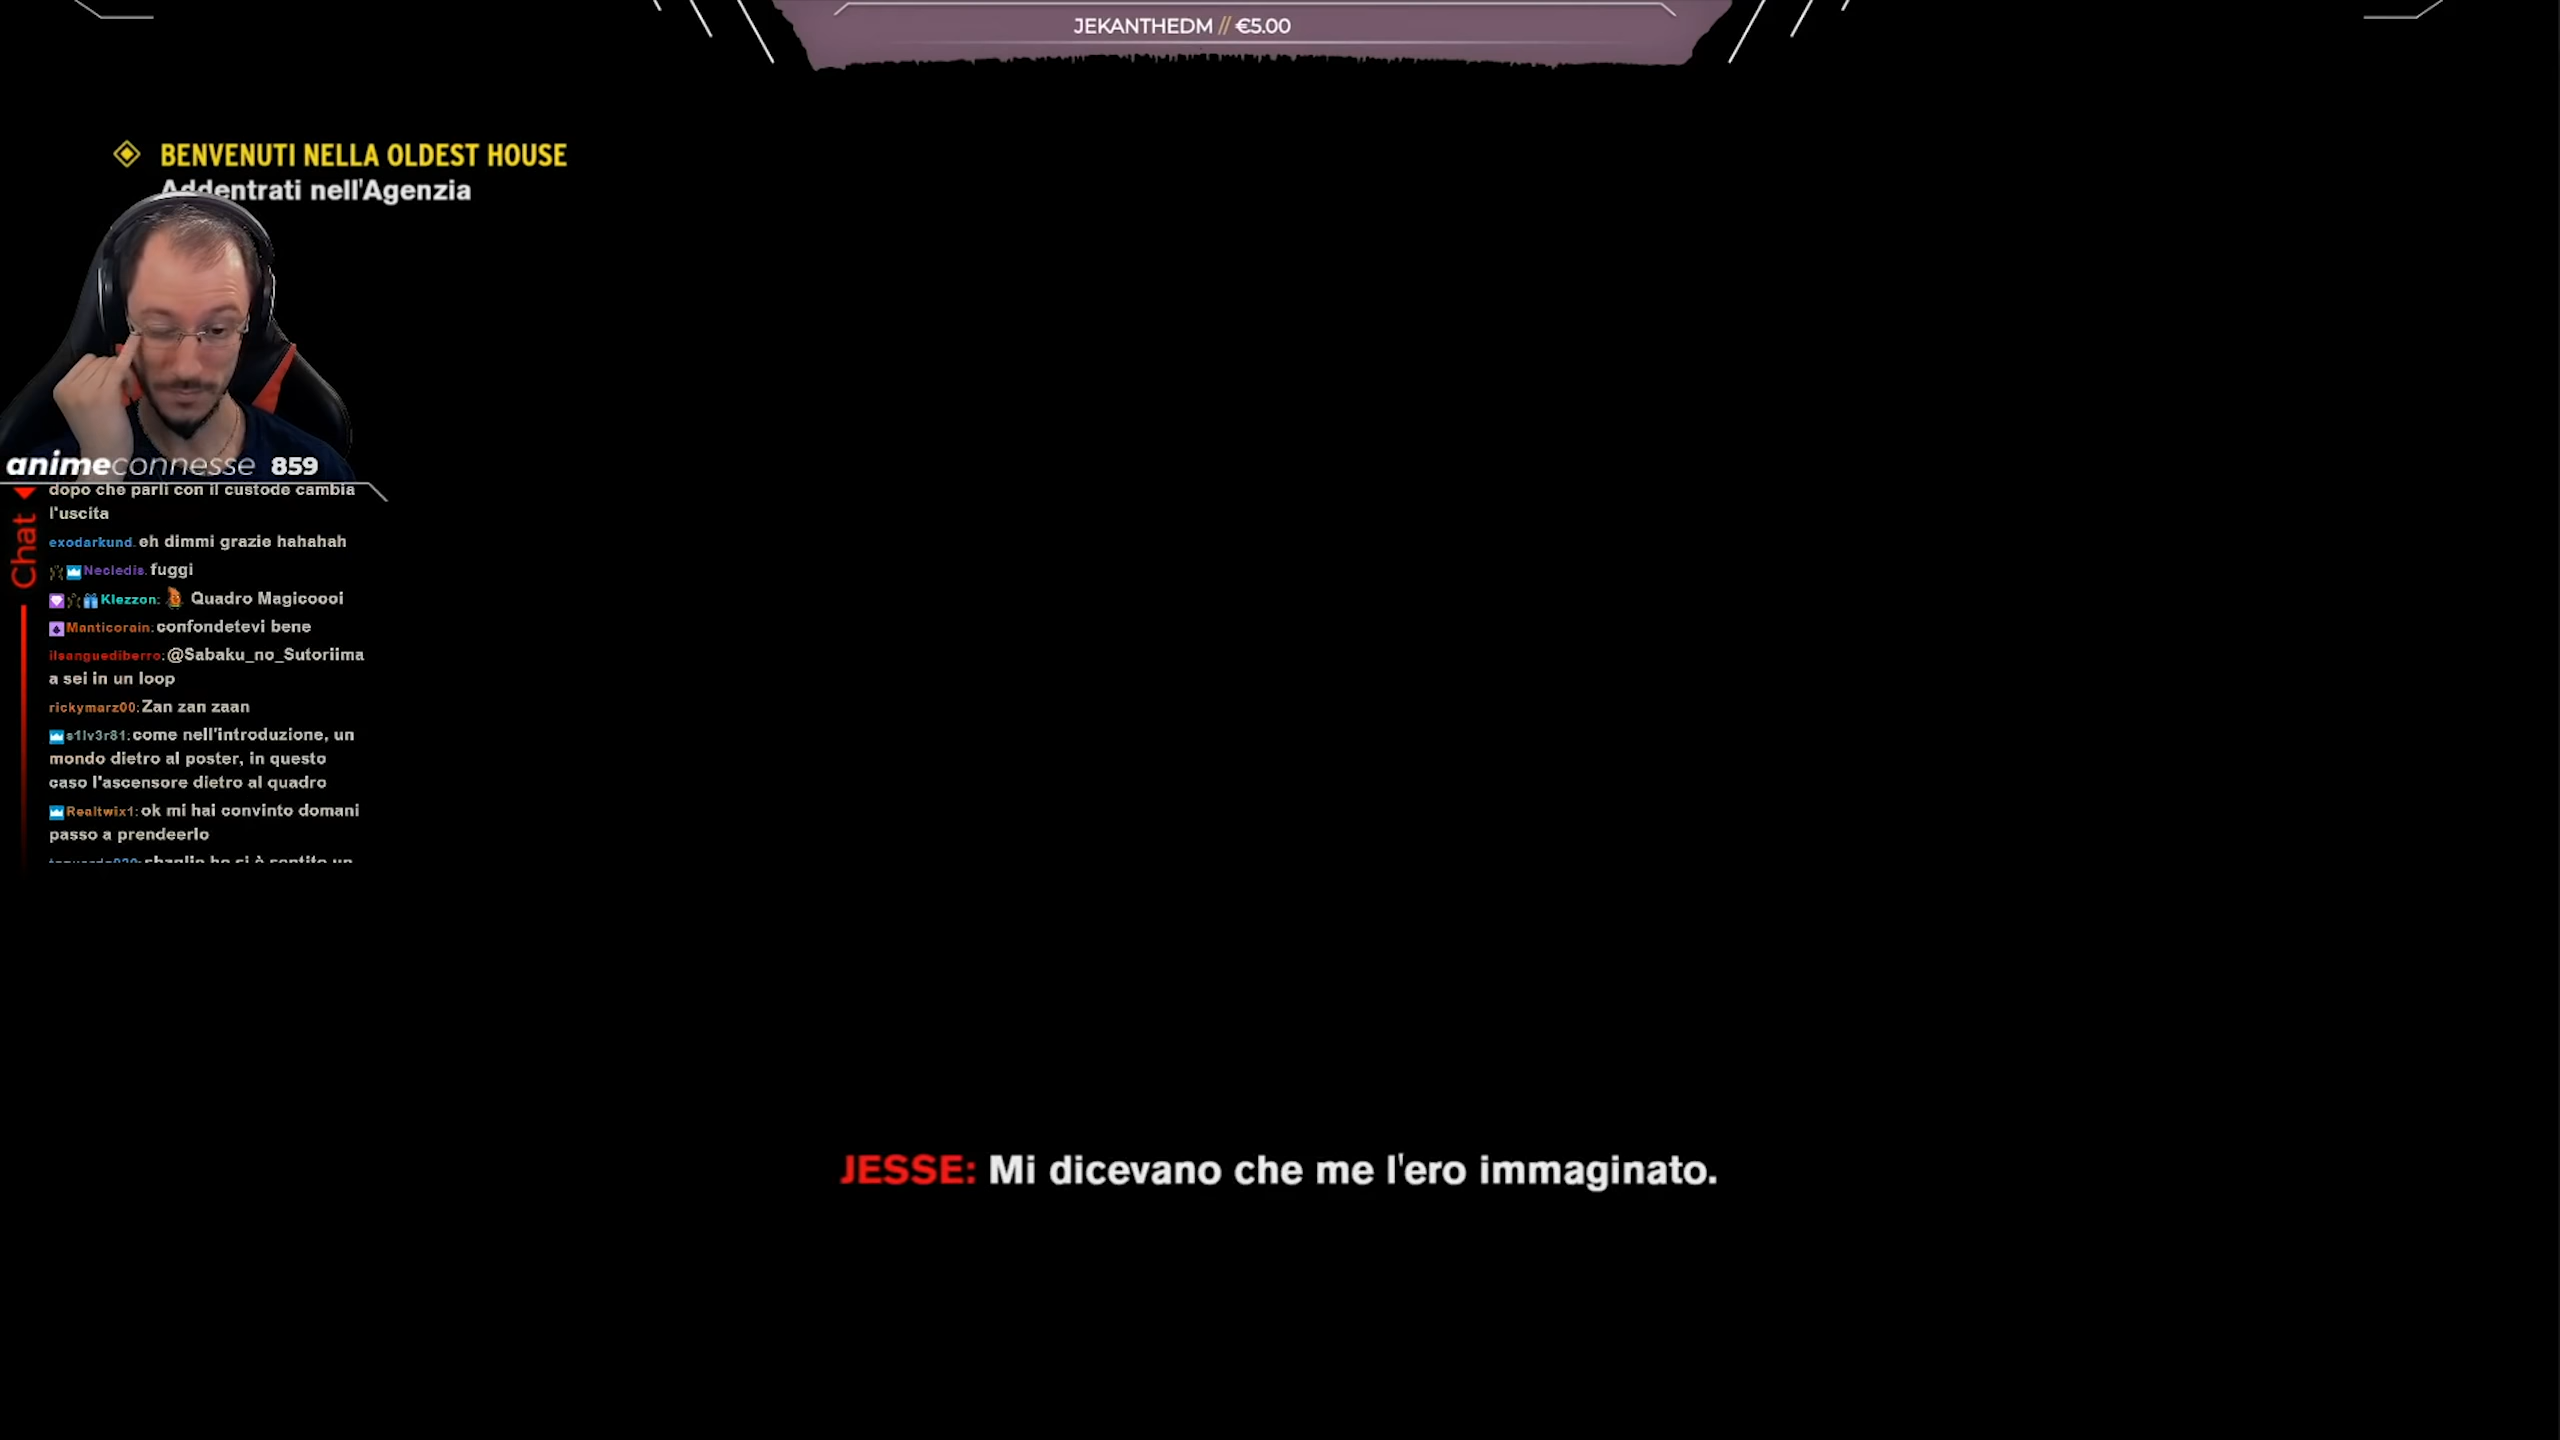 JEKANTHEDM // €5.00
BENVENUTI NELLA OLDEST HOUSE
Addentrati nell'Agenzia
animeconnesse 859
Chat
dopo che parli con il custode cambia
l'uscita
exodarkund: eh dimmi grazie hahahah
Necledis: fuggi
Klezzon: Quadro Magicoooi
Manticorain: confondetevi bene
ilsanguediberro: @Sabaku_no_Sutoriima
a sei in un loop
rickymarz00: Zan zan zaan
s1lv3r81: come nell'introduzione, un
mondo dietro al poster, in questo
caso l'ascensore dietro al quadro
Realtwix1: ok mi hai convinto domani
passo a prendeerlo
JESSE: Mi dicevano che me l'ero immaginato.